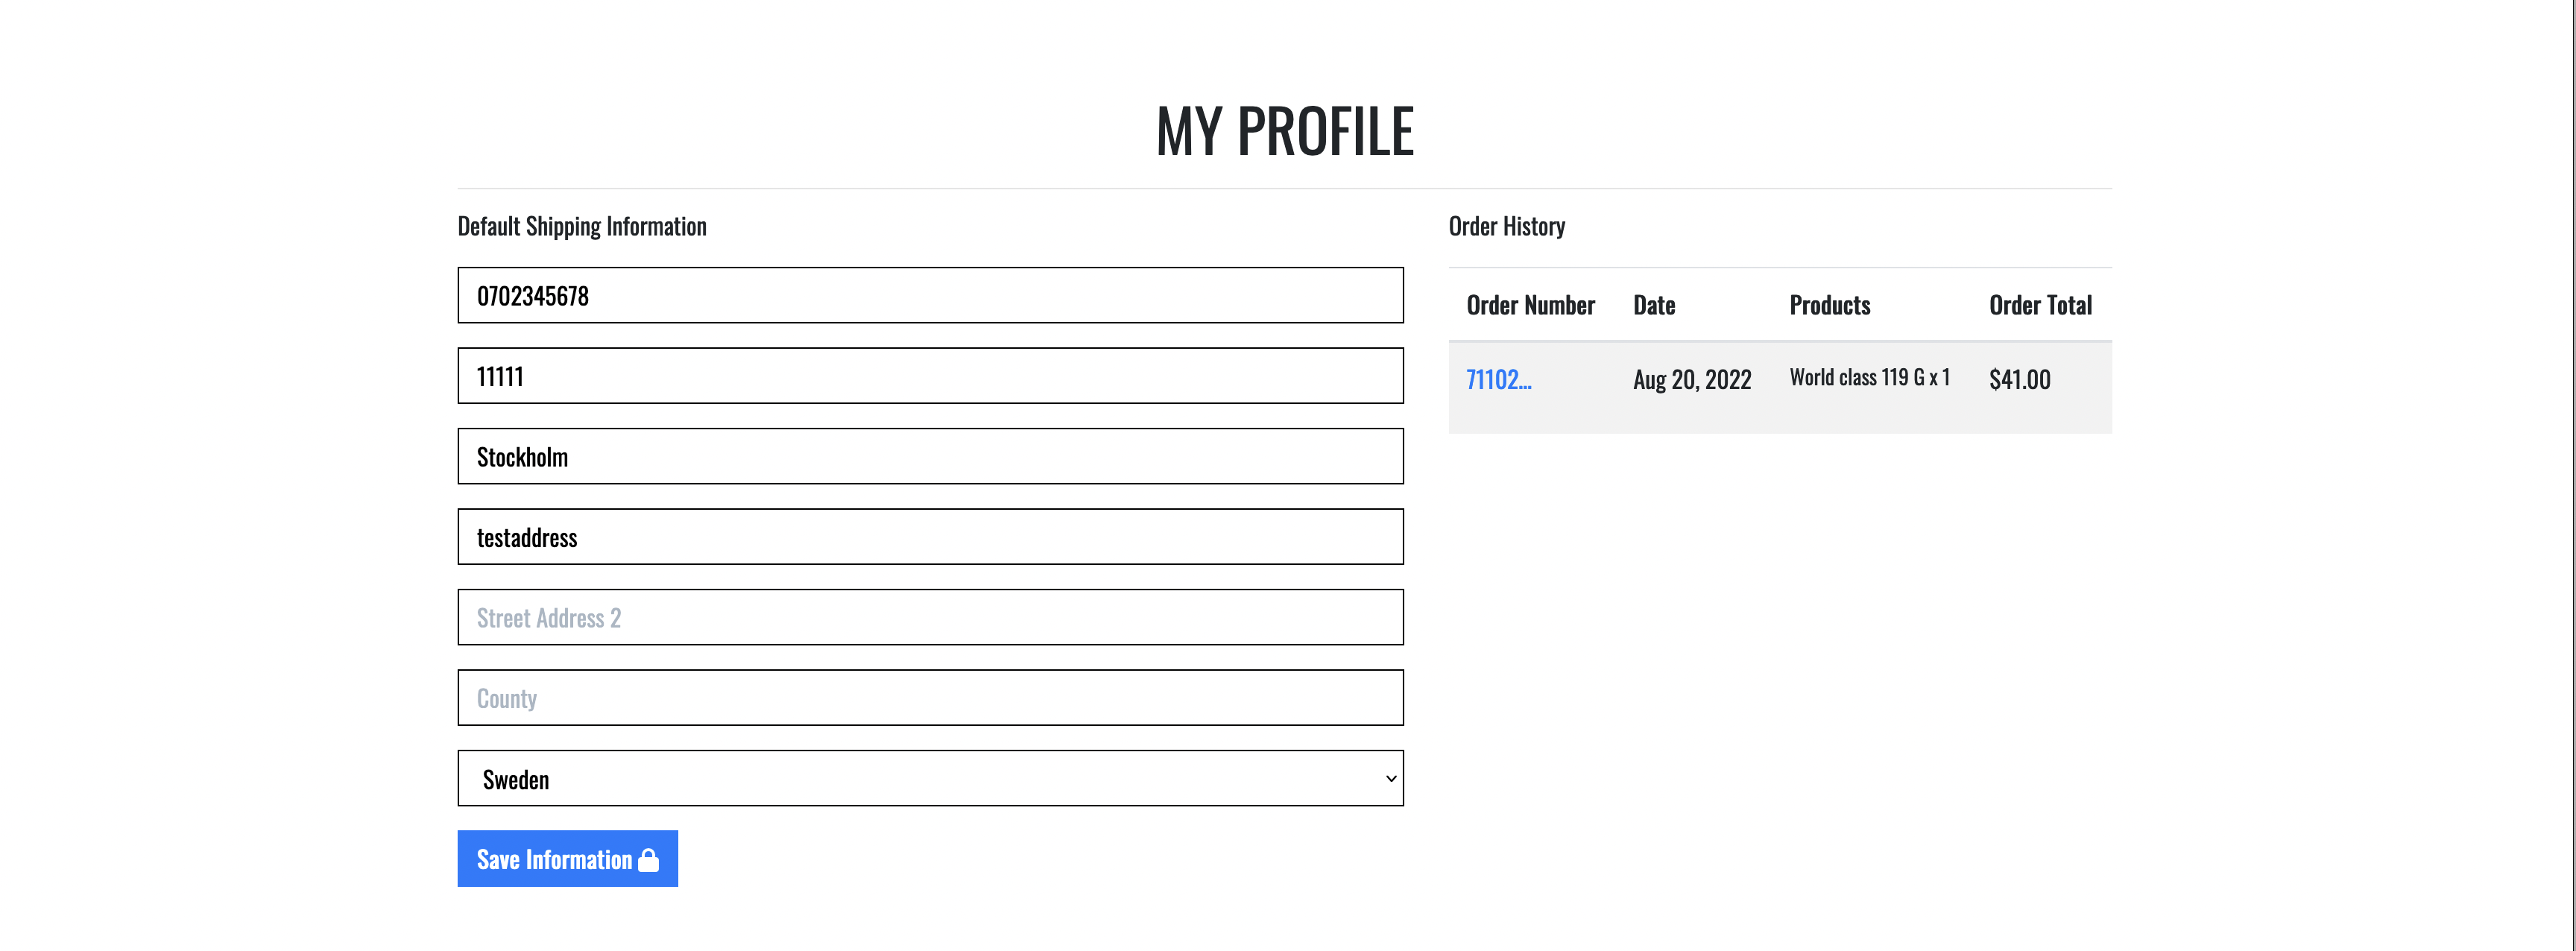 MY PROFILE
Default Shipping Information
0702345678
11111
Stockholm
testaddress
Street Address 2
County
Sweden
Save Information
Order History
Order Number Date Products Order Total
71102... Aug 20, 2022 World class 119 G x 1 $41.00